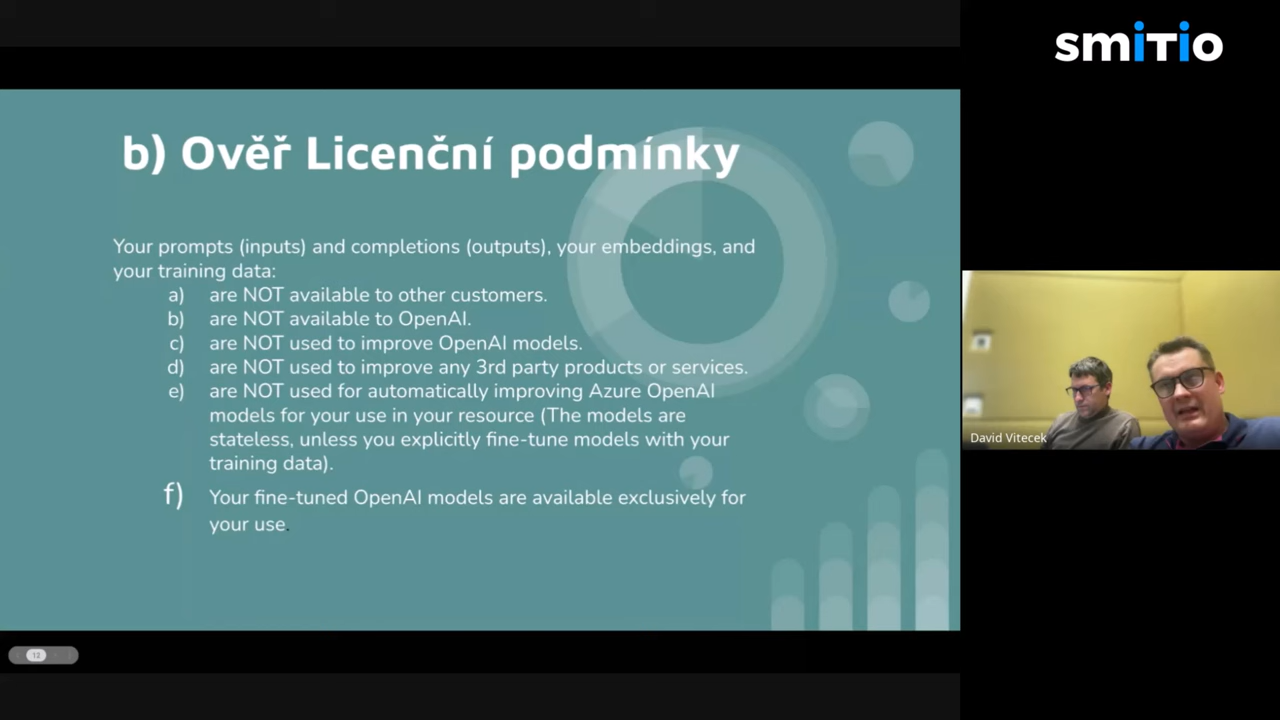 smiTio
b) Ověř Licenční podmínky
Your prompts (inputs) and completions (outputs), your embeddings, and
your training data:
a) are NOT available to other customers.
b) are NOT available to OpenAI.
c) are NOT used to improve OpenAI models.
d) are NOT used to improve any 3rd party products or services.
e) are NOT used for automatically improving Azure OpenAI
models for your use in your resource (The models are
stateless, unless you explicitly fine-tune models with your
training data).
f) Your fine-tuned OpenAI models are available exclusively for
your use.
David Vitecek
12